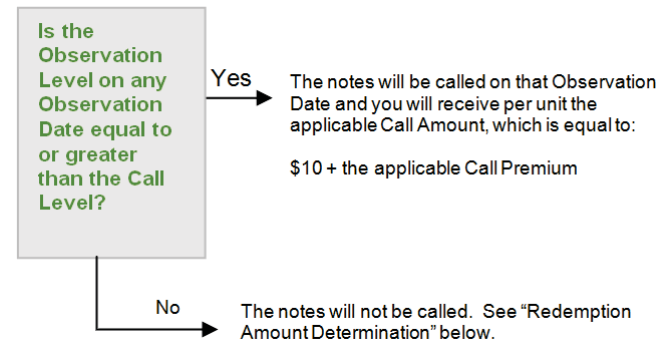 Is the
Observation
Level on any
Observation
Date equal to
or greater
than the Call
Level?
Yes
The notes will be called on that Observation
Date and you will receive per unit the
applicable Call Amount, which is equal to:
$10 + the applicable Call Premium
No
The notes will not be called. See “Redemption
Amount Determination” below.